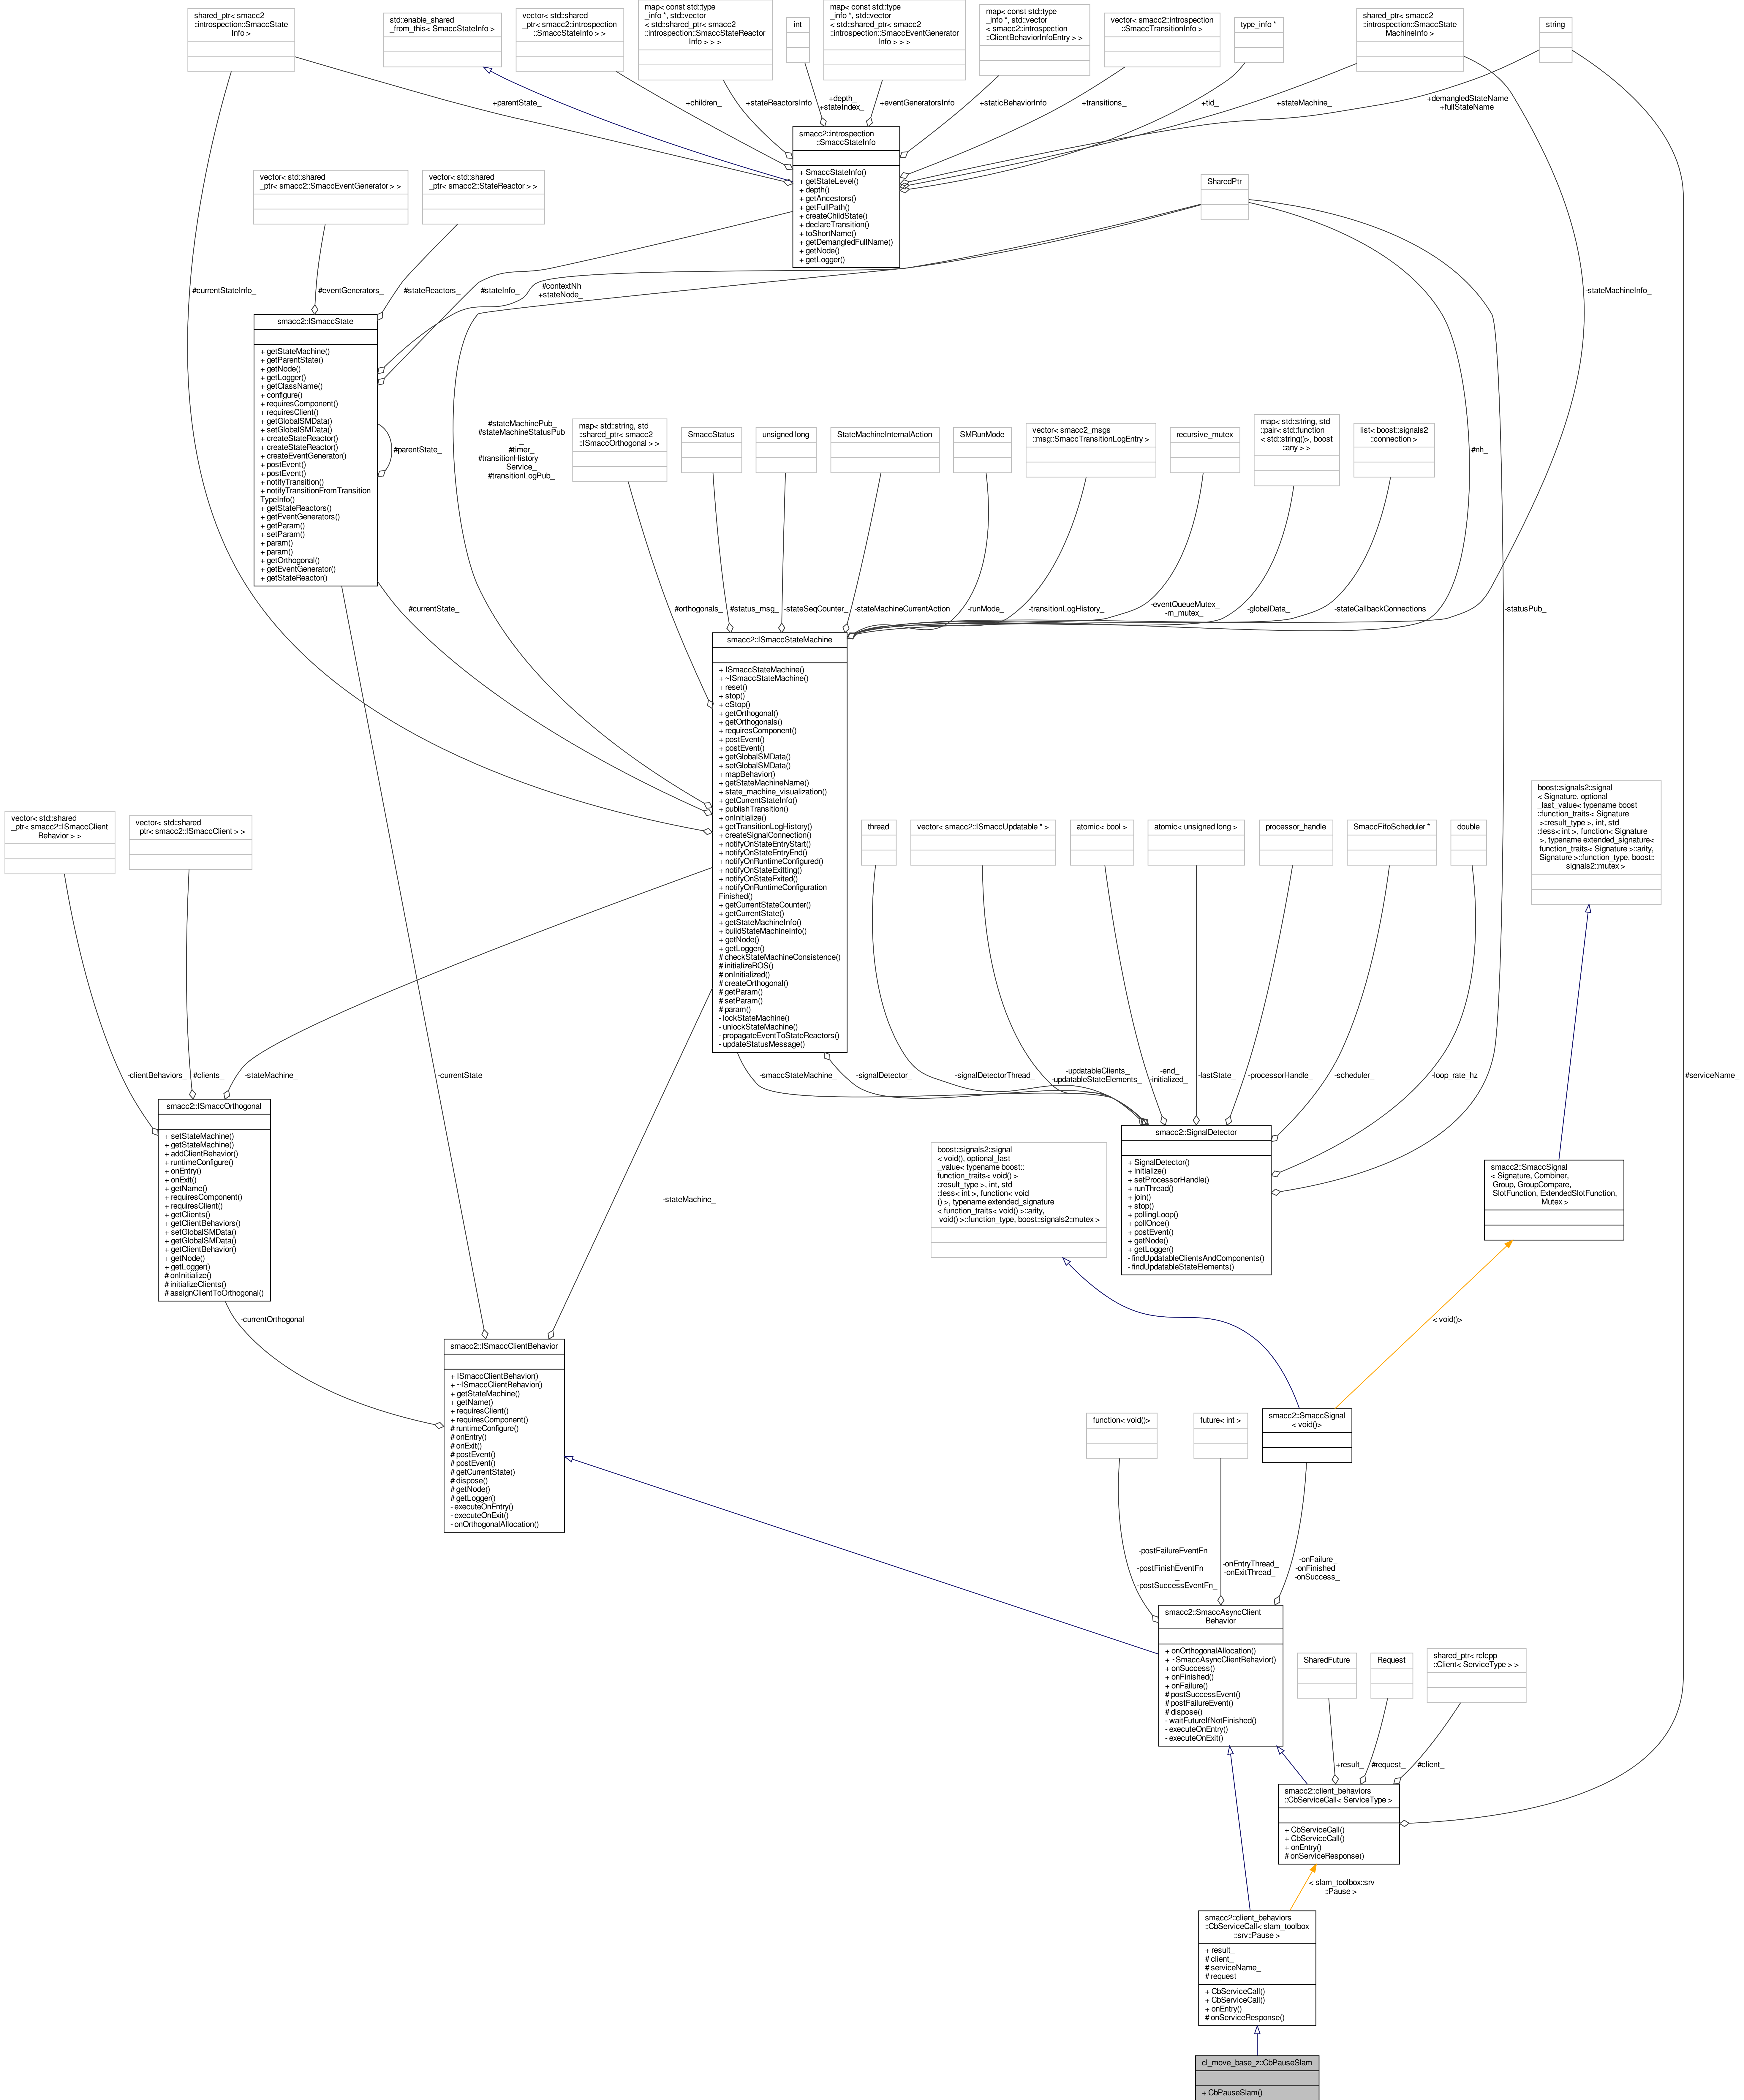 shared_ptr< smacc2
::introspection::SmaccState
Info >
std::enable_shared
_from_this< SmaccStateInfo >
vector< std::shared
_ptr< smacc2::introspection
::SmaccStateInfo > >
map< const std::type
_info *, std::vector
< std::shared_ptr< smacc2
::introspection::SmaccStateReactor
Info > > >
int
map< const std::type
_info *, std::vector
< std::shared_ptr< smacc2
::introspection::SmaccEventGenerator
Info > > >
map< const std::type
_info *, std::vector
< smacc2::introspection
::ClientBehaviorInfoEntry > >
vector< smacc2::introspection
::SmaccTransitionInfo >
type_info *
shared_ptr< smacc2
::introspection::SmaccState
MachineInfo >
string
+parentState_
+children_
+stateReactorsInfo
+depth_
+stateIndex_
+eventGeneratorsInfo
+staticBehaviorInfo
+transitions_
+tid_
+stateMachine_
+demangledStateName
+fullStateName
smacc2::introspection
::SmaccStateInfo
+ SmaccStateInfo()
+ getStateLevel()
+ depth()
+ getAncestors()
+ getFullPath()
+ createChildState()
+ declareTransition()
+ toShortName()
+ getDemangledFullName()
+ getNode()
+ getLogger()
vector< std::shared
_ptr< smacc2::SmaccEventGenerator > >
vector< std::shared
_ptr< smacc2::StateReactor > >
SharedPtr
#currentStateInfo_
#eventGenerators_
#stateReactors_
#stateInfo_
#contextNh
+stateNode_
-stateMachineInfo_
smacc2::ISmaccState
+ getStateMachine()
+ getParentState()
+ getNode()
+ getLogger()
+ getClassName()
+ configure()
+ requiresComponent()
+ requiresClient()
+ getGlobalSMData()
+ setGlobalSMData()
+ createStateReactor()
+ createStateReactor()
+ createEventGenerator()
+ postEvent()
+ postEvent()
+ notifyTransition()
+ notifyTransitionFromTransition
TypeInfo()
+ getStateReactors()
+ getEventGenerators()
+ getParam()
+ setParam()
+ param()
+ param()
+ getOrthogonal()
+ getEventGenerator()
+ getStateReactor()
#parentState_
#stateMachinePub_
#stateMachineStatusPub
_
#timer_
#transitionHistory
Service_
#transitionLogPub_
map< std::string, std
::shared_ptr< smacc2
::ISmaccOrthogonal > >
SmaccStatus
unsigned long
StateMachineInternalAction
SMRunMode
vector< smacc2_msgs
::msg::SmaccTransitionLogEntry >
recursive_mutex
map< std::string, std
::pair< std::function
< std::string()>, boost
::any > >
list< boost::signals2
::connection >
#nh_
#currentState_
#orthogonals_
#status_msg_
-stateSeqCounter_
-stateMachineCurrentAction
-runMode_
-transitionLogHistory_
-eventQueueMutex_
-m_mutex_
-globalData_
-stateCallbackConnections
-statusPub_
smacc2::ISmaccStateMachine
+ ISmaccStateMachine()
+ ~ISmaccStateMachine()
+ reset()
+ stop()
+ eStop()
+ getOrthogonal()
+ getOrthogonals()
+ requiresComponent()
+ postEvent()
+ postEvent()
+ getGlobalSMData()
+ setGlobalSMData()
+ mapBehavior()
+ getStateMachineName()
+ state_machine_visualization()
+ getCurrentStateInfo()
+ publishTransition()
+ onInitialize()
+ getTransitionLogHistory()
+ createSignalConnection()
+ notifyOnStateEntryStart()
+ notifyOnStateEntryEnd()
+ notifyOnRuntimeConfigured()
+ notifyOnStateExitting()
+ notifyOnStateExited()
+ notifyOnRuntimeConfiguration
Finished()
+ getCurrentStateCounter()
+ getCurrentState()
+ getStateMachineInfo()
+ buildStateMachineInfo()
+ getNode()
+ getLogger()
# checkStateMachineConsistence()
# initializeROS()
# onInitialized()
# createOrthogonal()
# getParam()
# setParam()
# param()
- lockStateMachine()
- unlockStateMachine()
- propagateEventToStateReactors()
- updateStatusMessage()
vector< std::shared
_ptr< smacc2::ISmaccClient
Behavior > >
vector< std::shared
_ptr< smacc2::ISmaccClient > >
thread
vector< smacc2::ISmaccUpdatable * >
atomic< bool >
atomic< unsigned long >
processor_handle
SmaccFifoScheduler *
double
boost::signals2::signal
< Signature, optional
_last_value< typename boost
::function_traits< Signature
>::result_type >, int, std
::less< int >, function< Signature
>, typename extended_signature<
function_traits< Signature >::arity,
Signature >::function_type, boost::
signals2::mutex >
-clientBehaviors_
#clients_
-stateMachine_
-currentState
-smaccStateMachine_
-signalDetector_
-signalDetectorThread_
-updatableClients_
-updatableStateElements_
-end_
-initialized_
-lastState_
-processorHandle_
-scheduler_
-loop_rate_hz
#serviceName_
smacc2::ISmaccOrthogonal
+ setStateMachine()
+ getStateMachine()
+ addClientBehavior()
+ runtimeConfigure()
+ onEntry()
+ onExit()
+ getName()
+ requiresComponent()
+ requiresClient()
+ getClients()
+ getClientBehaviors()
+ setGlobalSMData()
+ getGlobalSMData()
+ getClientBehavior()
+ getNode()
+ getLogger()
# onInitialize()
# initializeClients()
# assignClientToOrthogonal()
-stateMachine_
boost::signals2::signal
< void(), optional_last
_value< typename boost::
function_traits< void() >
::result_type >, int, std
::less< int >, function< void
() >, typename extended_signature
< function_traits< void() >::arity,
void() >::function_type, boost::signals2::mutex >
smacc2::SignalDetector
+ SignalDetector()
+ initialize()
+ setProcessorHandle()
+ runThread()
+ join()
+ stop()
+ pollingLoop()
+ pollOnce()
+ postEvent()
+ getNode()
+ getLogger()
- findUpdatableClientsAndComponents()
- findUpdatableStateElements()
smacc2::SmaccSignal
< Signature, Combiner,
Group, GroupCompare,
SlotFunction, ExtendedSlotFunction,
Mutex >
-currentOrthogonal
< void()>
smacc2::ISmaccClientBehavior
+ ISmaccClientBehavior()
+ ~ISmaccClientBehavior()
+ getStateMachine()
+ getName()
+ requiresClient()
+ requiresComponent()
# runtimeConfigure()
# onEntry()
# onExit()
# postEvent()
# postEvent()
# getCurrentState()
# dispose()
# getNode()
# getLogger()
- executeOnEntry()
- executeOnExit()
- onOrthogonalAllocation()
function< void()>
future< int >
smacc2::SmaccSignal
< void()>
-postFailureEventFn
_
-postFinishEventFn
_
-postSuccessEventFn_
-onEntryThread_
-onExitThread_
-onFailure_
-onFinished_
-onSuccess_
smacc2::SmaccAsyncClient
Behavior
+ onOrthogonalAllocation()
+ ~SmaccAsyncClientBehavior()
+ onSuccess()
+ onFinished()
+ onFailure()
# postSuccessEvent()
# postFailureEvent()
# dispose()
- waitFutureIfNotFinished()
- executeOnEntry()
- executeOnExit()
SharedFuture
Request
shared_ptr< rclcpp
::Client< ServiceType > >
+result_
#request_
#client_
smacc2::client_behaviors
::CbServiceCall< ServiceType >
+ CbServiceCall()
+ CbServiceCall()
+ onEntry()
# onServiceResponse()
< slam_toolbox::srv
::Pause >
smacc2::client_behaviors
::CbServiceCall< slam_toolbox
::srv::Pause >
+ result_
# client_
# serviceName_
# request_
+ CbServiceCall()
+ CbServiceCall()
+ onEntry()
# onServiceResponse()
cl_move_base_z::CbPauseSlam
+ CbPauseSlam()